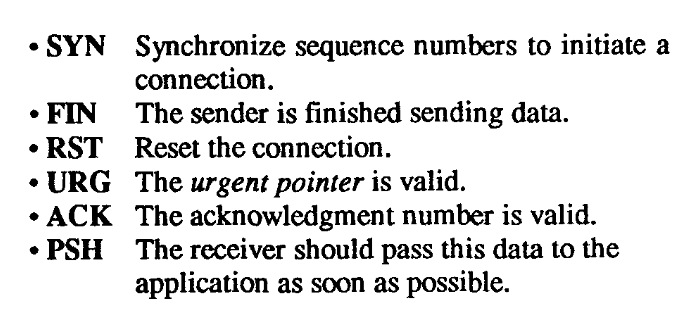 • SYN Synchronize sequence numbers to initiate a
connection.
• FIN The sender is finished sending data.
• RST Reset the connection.
• URG The urgent pointer is valid.
• ACK The acknowledgment number is valid.
• PSH The receiver should pass this data to the
application as soon as possible.